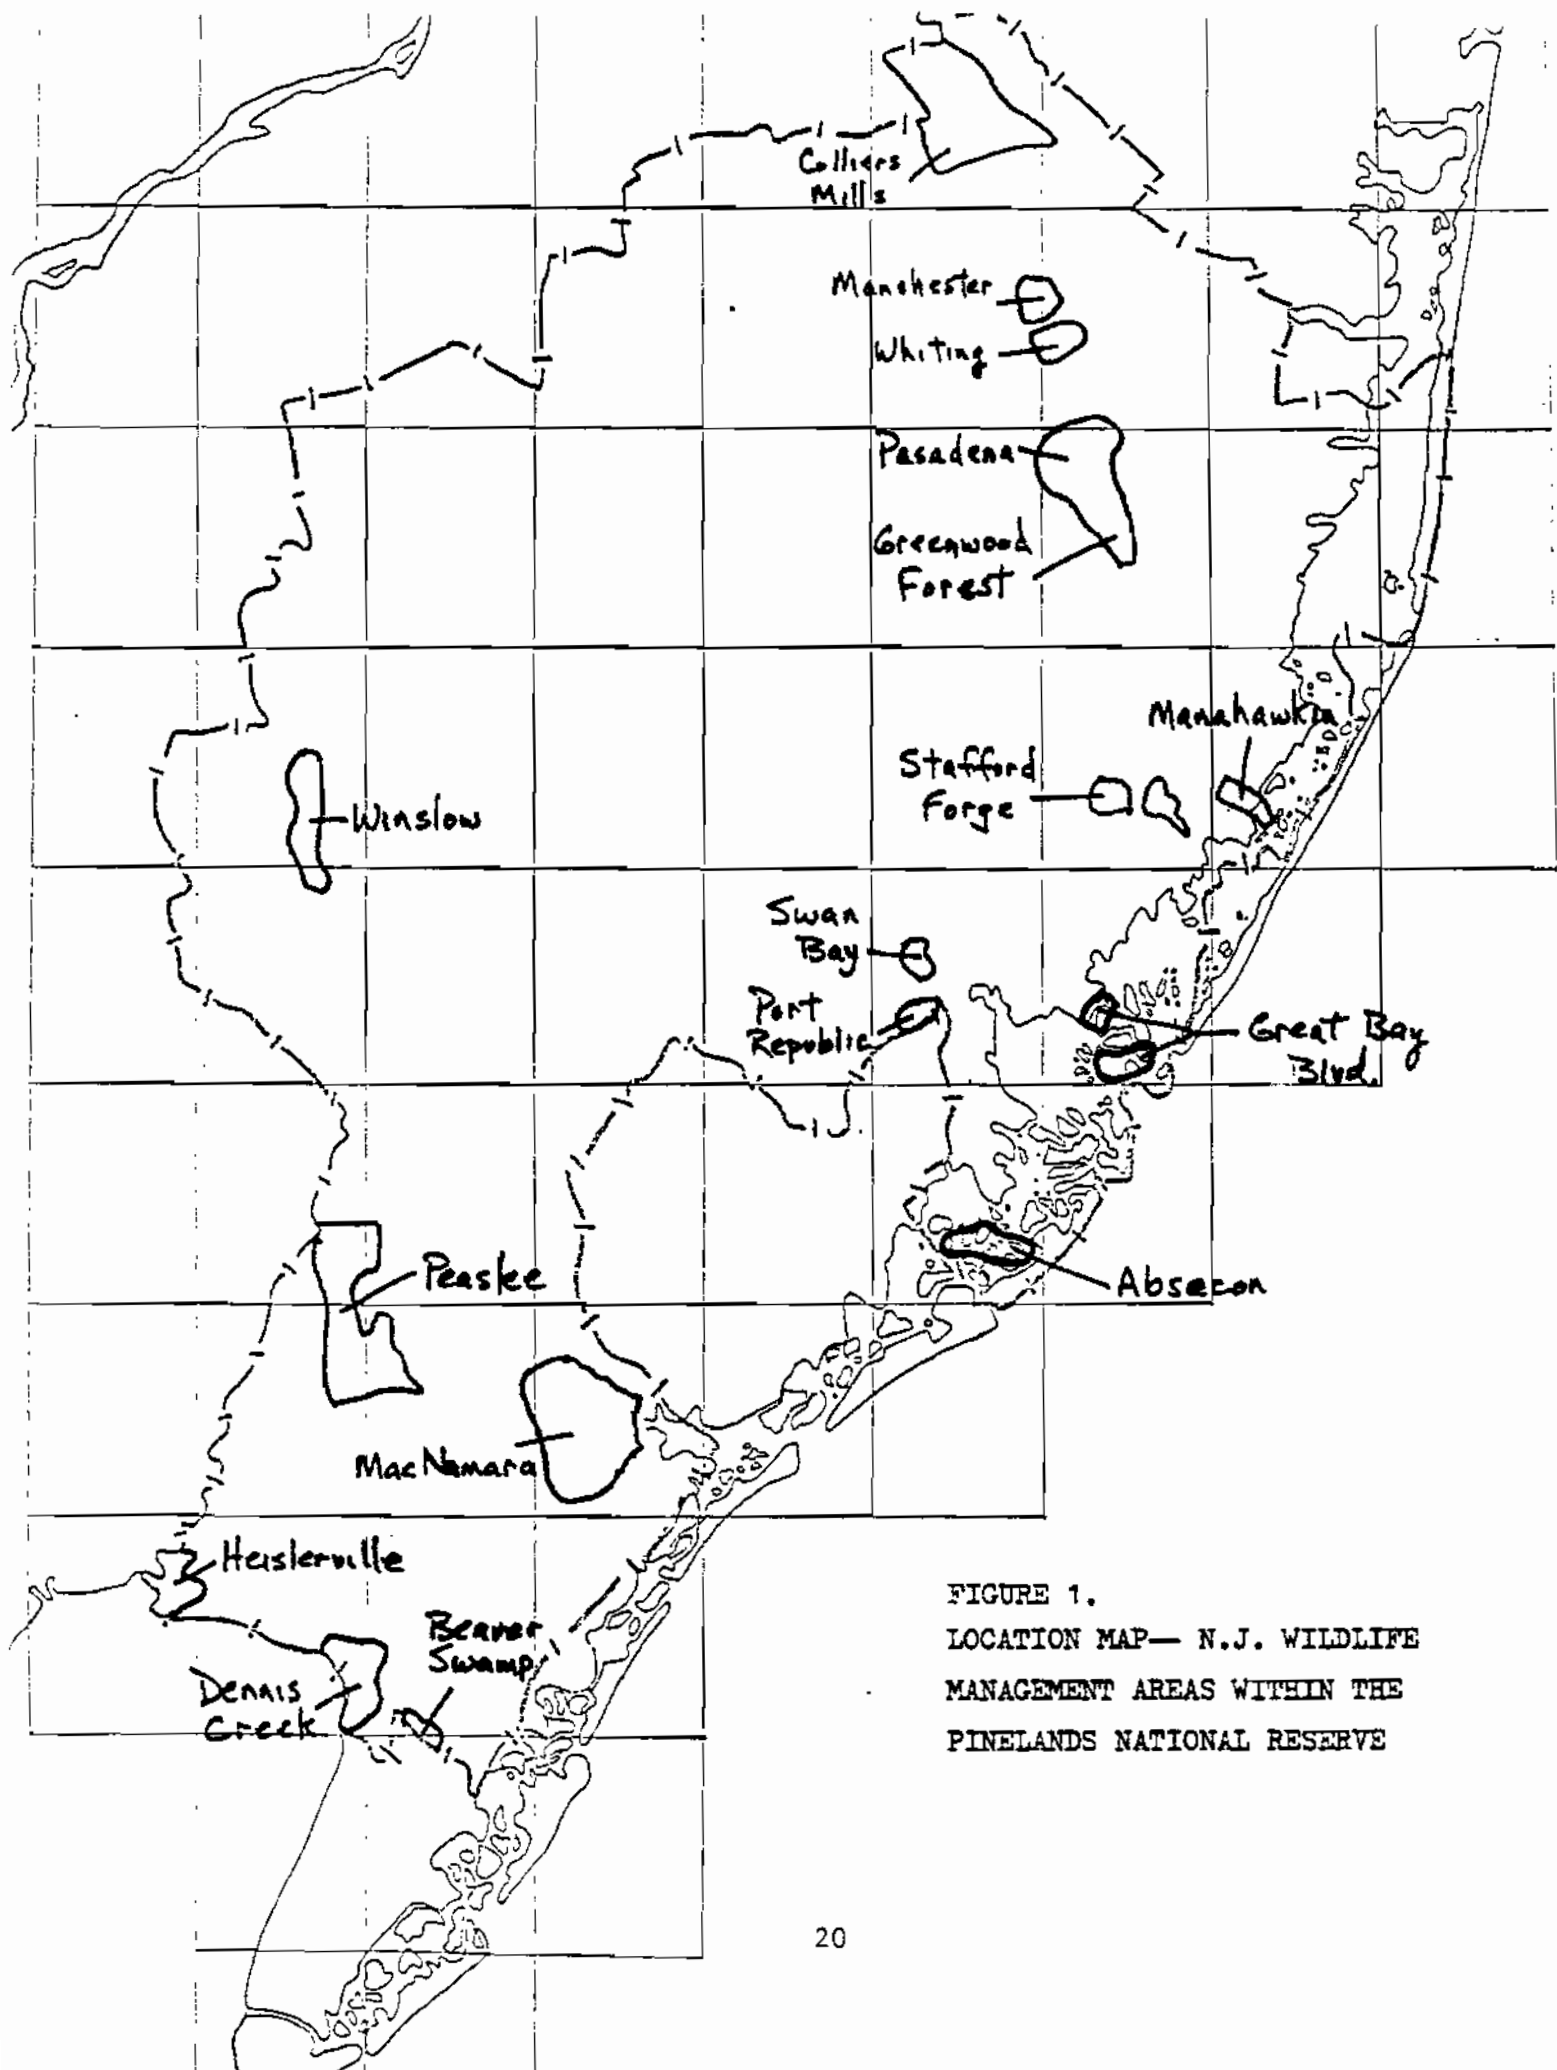 Colliers
Mills
Manchester
Whiting
Pasadena
Greenwood
Forest
Manahawkin
Stafford
Forge
Winslow
Swan
Bay
Port
Republic
Great Bay
Blvd.
Peaslee
Absecon
MacNamara
Heislerville
Beaver
Swamp
Dennis
Creek
FIGURE 1.
LOCATION MAP— N.J. WILDLIFE
MANAGEMENT AREAS WITHIN THE
PINELANDS NATIONAL RESERVE
20